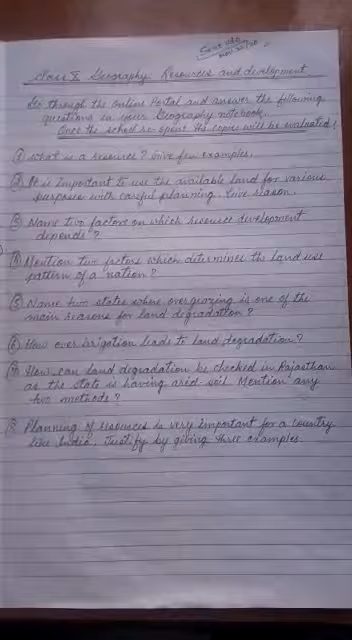 Class X Geography: Resources and development
Go through the online Portal and answer the following
questions in your Geography notebook.
Once the school re-opens the copies will be evaluated!
① What is a resource? Give few examples.
② It is important to use the available land for various
purposes with careful planning. Give reason.
③ Name two factors on which resource development
depends?
④ Mention two factors which determines the land use
pattern of a nation?
⑤ Name two states where overgrazing is one of the
main reasons for land degradation?
⑥ How over irrigation leads to land degradation?
⑦ How can land degradation be checked in Rajasthan
as the state is having arid soil. Mention any
two methods?
⑧ Planning of resources is very important for a country
like India. Justify by giving three examples.